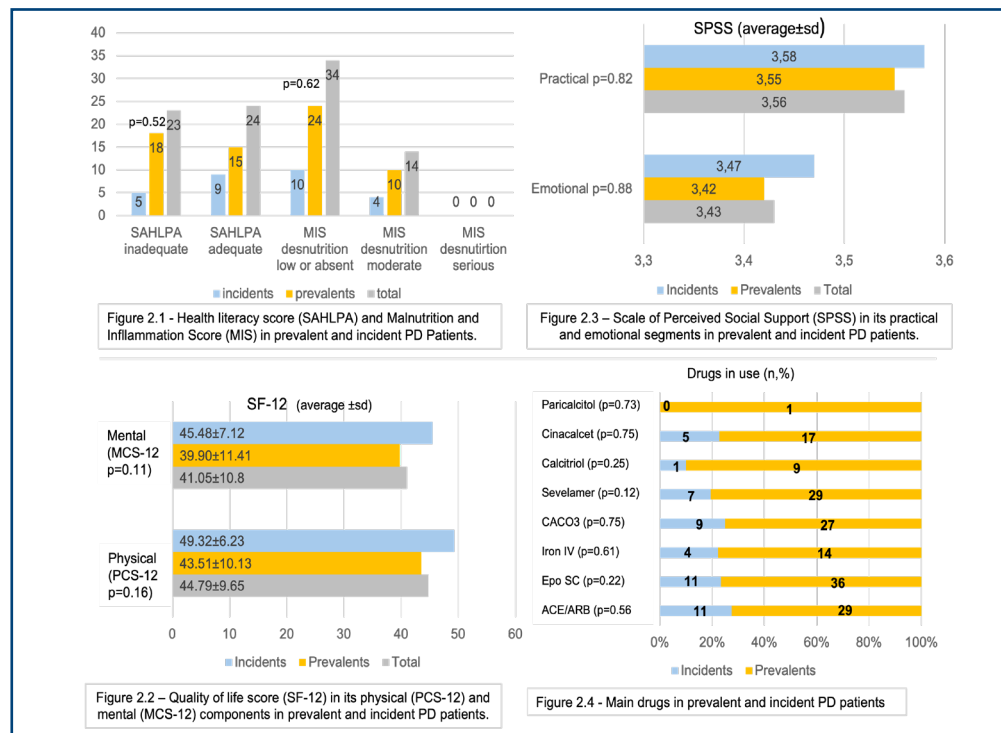 40
35
30
25
20
15
10
5
0
p=0.52
p=0.62
5
18
23
9
15
24
10
24
34
4
10
14
0 0 0
SAHLPA inadequate
SAHLPA adequate
MIS desnutrition low or absent
MIS desnutrition moderate
MIS desnutirtion serious
incidents prevalents Total
Figure 2.1 - Health literacy score (SAHLPA) and Malnutrition and
Infllammation Score (MIS) in prevalent and incident PD Patients.
SPSS (average±sd)
Practical p=0.82
3,58
3,55
3,56
Emotional p=0.88
3,47
3,42
3,43
3,3 3,4 3,5 3,6
Incidents Prevalents Total
Figure 2.3 – Scale of Perceived Social Support (SPSS) in its practical
and emotional segments in prevalent and incident PD patients.
SF-12 (average ±sd)
Mental
(MCS-12
p=0.11)
45.48±7.12
39.90±11.41
41.05±10.8
Physical
(PCS-12
p=0.16)
49.32±6.23
43.51±10.13
44.79±9.65
0 10 20 30 40 50 60
Incidents Prevalents Total
Figure 2.2 – Quality of life score (SF-12) in its physical (PCS-12) and
mental (MCS-12) components in prevalent and incident PD patients.
Drugs in use (n,%)
Paricalcitol (p=0.73) 0 1
Cinacalcet (p=0.75) 5 17
Calcitriol (p=0.25) 1 9
Sevelamer (p=0.12) 7 29
CACO3 (p=0.75) 9 27
Iron IV (p=0.61) 4 14
Epo SC (p=0.22) 11 36
ACE/ARB (p=0.56 11 29
0% 20% 40% 60% 80% 100%
Incidents Prevalents
Figure 2.4 - Main drugs in prevalent and incident PD patients